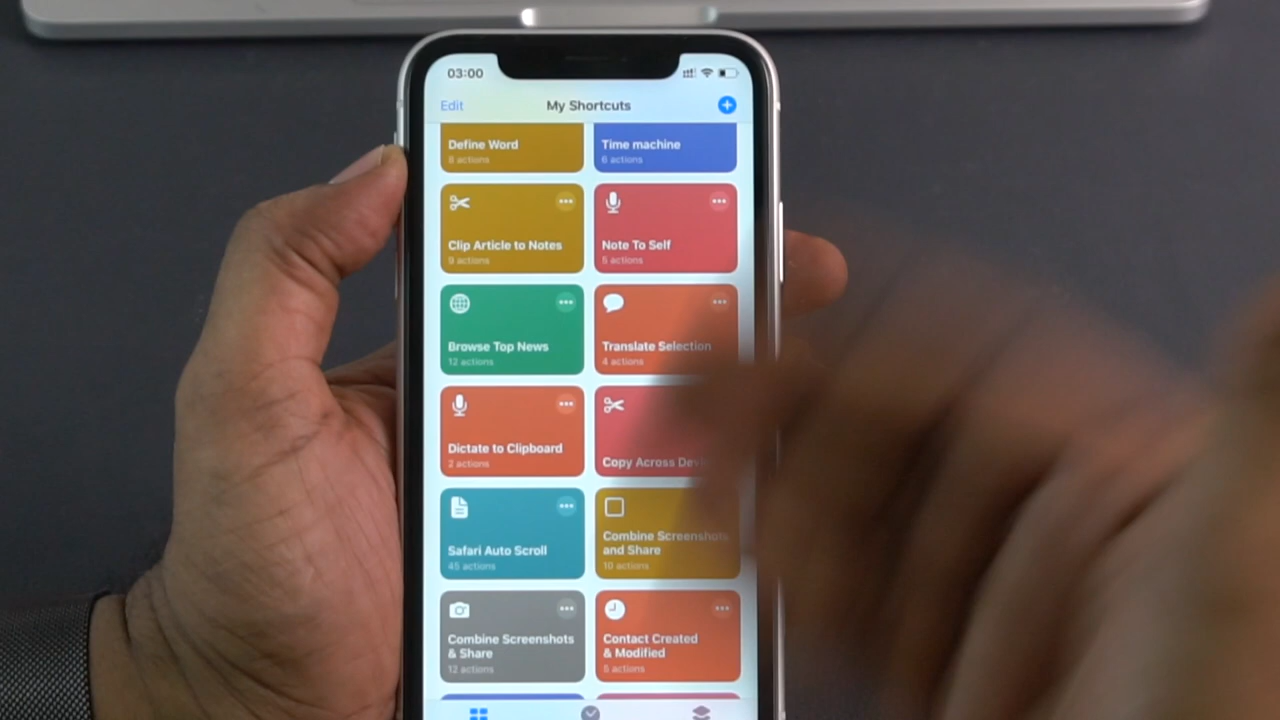 03:00
Edit
My Shortcuts
Define Word
8 actions
Time machine
6 actions
Clip Article to Notes
9 actions
Note To Self
5 actions
Browse Top News
12 actions
Translate Selection
4 actions
Dictate to Clipboard
2 actions
Copy Across
Safari Auto Scroll
45 actions
Combine Screenshots
and Share
10 actions
Combine Screenshots
& Share
12 actions
Contact Created
& Modified
5 actions